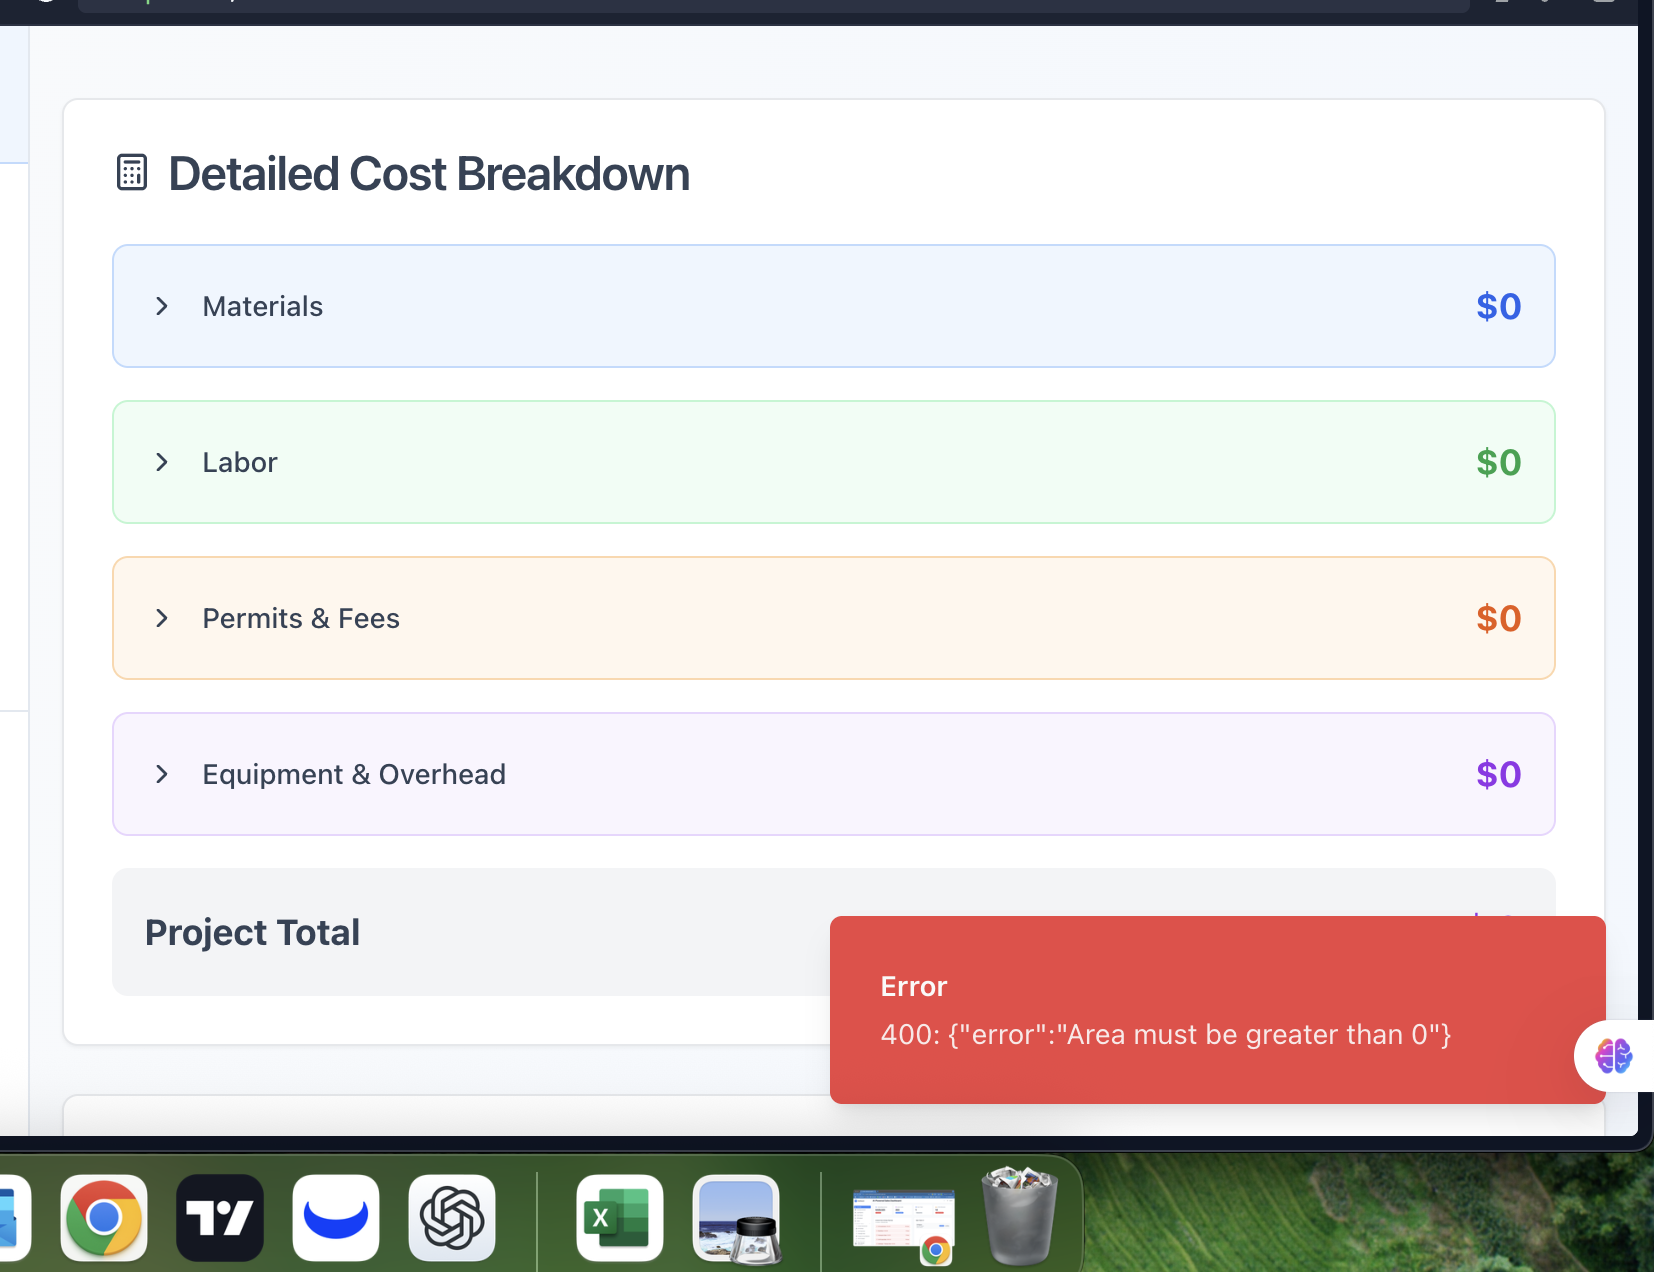 Detailed Cost Breakdown
Materials
$0
Labor
$0
Permits & Fees
$0
Equipment & Overhead
$0
Project Total
Error
400: {"error":"Area must be greater than 0"}
X